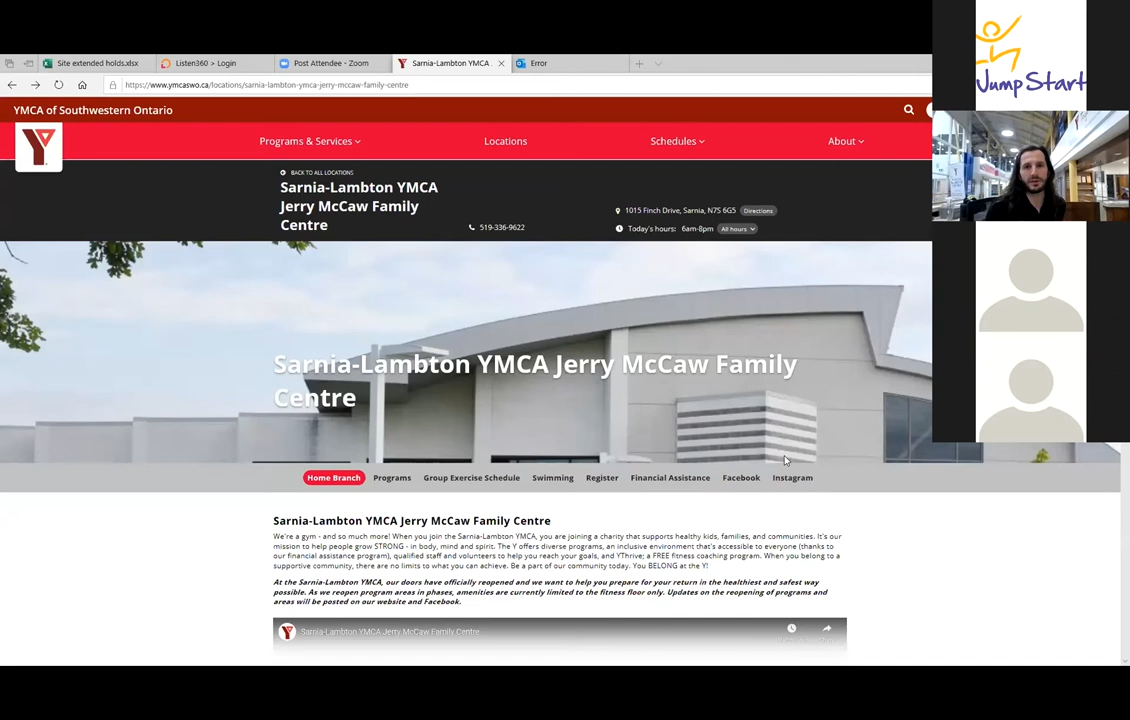 Site extended holds.xlsx
Listen360 > Login
Post Attendee - Zoom
Sarnia-Lambton YMCA
Error
https://www.ymcaswo.ca/locations/sarnia-lambton-ymca-jerry-mccaw-family-centre
YMCA of Southwestern Ontario
Programs & Services
Locations
Schedules
About
BACK TO ALL LOCATIONS
Sarnia-Lambton YMCA
Jerry McCaw Family
Centre
519-336-9622
1015 Finch Drive, Sarnia, N7S 6G5 Directions
Today's hours: 6am-8pm All hours
Sarnia-Lambton YMCA Jerry McCaw Family
Centre
Home Branch Programs Group Exercise Schedule Swimming Register Financial Assistance Facebook Instagram
Sarnia-Lambton YMCA Jerry McCaw Family Centre
We're a gym - and so much more! When you join the Sarnia-Lambton YMCA, you are joining a charity that supports healthy kids, families, and communities. It's our
mission to help people grow STRONG - in body, mind and spirit. The Y offers diverse programs, an inclusive environment that's accessible to everyone (thanks to
our financial assistance program), qualified staff and volunteers to help you reach your goals, and YThrive; a FREE fitness coaching program. When you belong to a
supportive community, there are no limits to what you can achieve. Be a part of our community today. You BELONG at the Y!
At the Sarnia-Lambton YMCA, our doors have officially reopened and we want to help you prepare for your return in the healthiest and safest way
possible. As we reopen program areas in phases, amenities are currently limited to the fitness floor only. Updates on the reopening of programs and
areas will be posted on our website and Facebook.
Sarnia-Lambton YMCA Jerry McCaw Family Centre
JumpStart